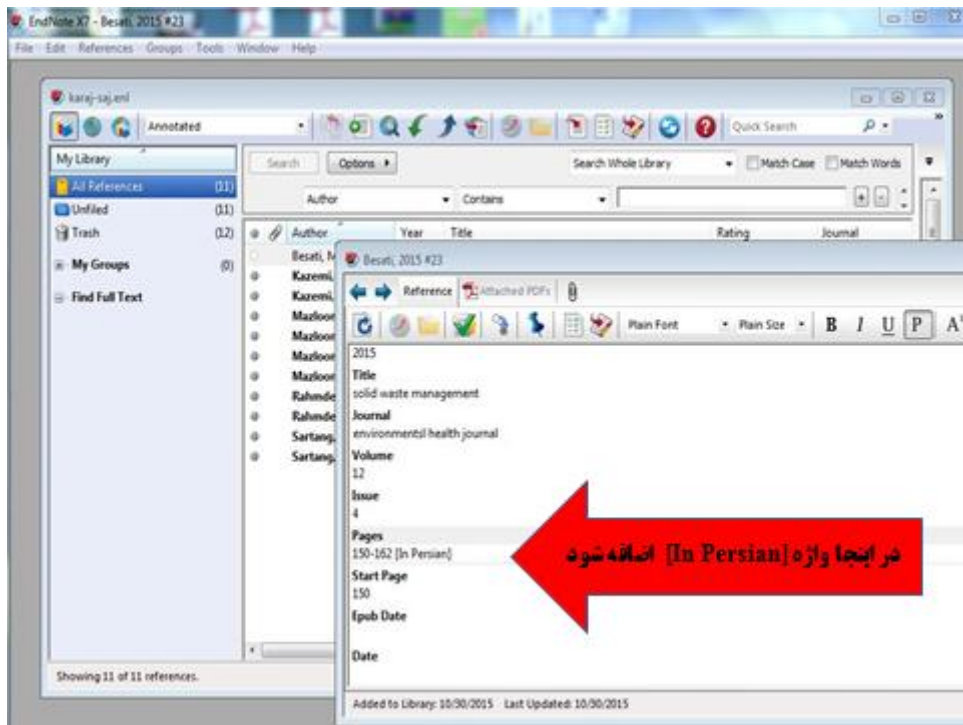 EndNote X7 - Besati, 2015 #23
File Edit References Groups Tools Window Help
karaj-saj.enl
Annotated
Quick Search
My Library
Search Options
Search Whole Library
Match Case
Match Words
All References (11)
Author
Contains
Unfiled (11)
Trash (12)
Author Year Title Rating Journal
My Groups (0)
Find Full Text
Besati, M
Kazemi,
Kazemi,
Mazloor
Mazloor
Mazloor
Mazloor
Rahmde
Rahmde
Sartang,
Sartang,
Besati, 2015 #23
Reference Attached PDFs
Plain Font Plain Size B I U P A
2015
Title
solid waste management
Journal
environmentsl health journal
Volume
12
Issue
4
Pages
150-162 [In Persian]
در اینجا واژه [In Persian] اضافه شود
Start Page
150
Epub Date
Date
Showing 11 of 11 references.
Added to Library: 10/30/2015 Last Updated: 10/30/2015